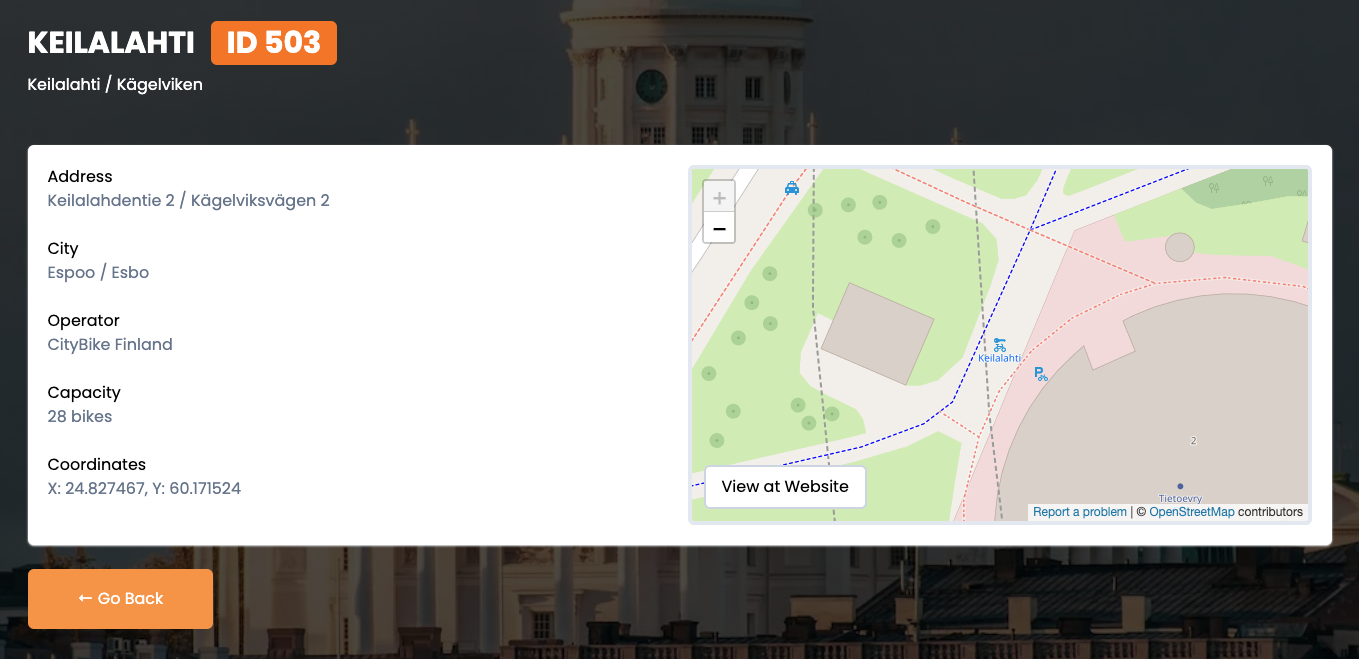 KEILALAHTI ID 503
Keilalahti / Kägelviken
Address
Keilalahdentie 2 / Kägelviksvägen 2
City
Espoo / Esbo
Operator
CityBike Finland
Capacity
28 bikes
Coordinates
X: 24.827467, Y: 60.171524
+
−
Keilalahti
P
2
View at Website
Tietoevry
Report a problem | © OpenStreetMap contributors
← Go Back